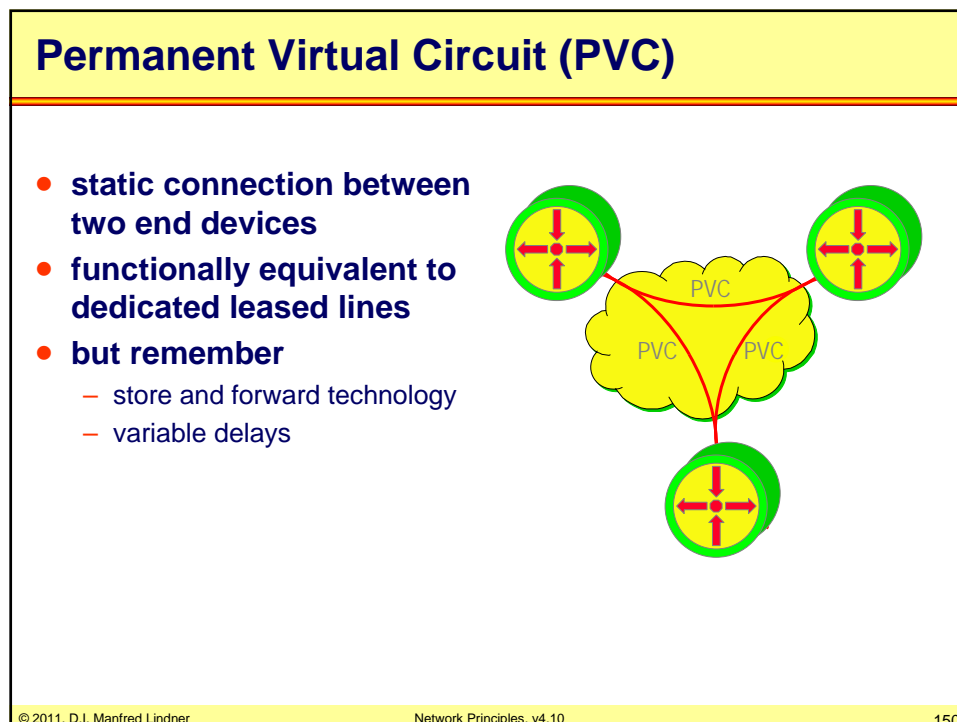 Permanent Virtual Circuit (PVC)
• static connection between
two end devices
• functionally equivalent to
dedicated leased lines
• but remember
– store and forward technology
– variable delays
PVC
PVC
PVC
© 2011, D.I. Manfred Lindner
Network Principles, v4.10
150